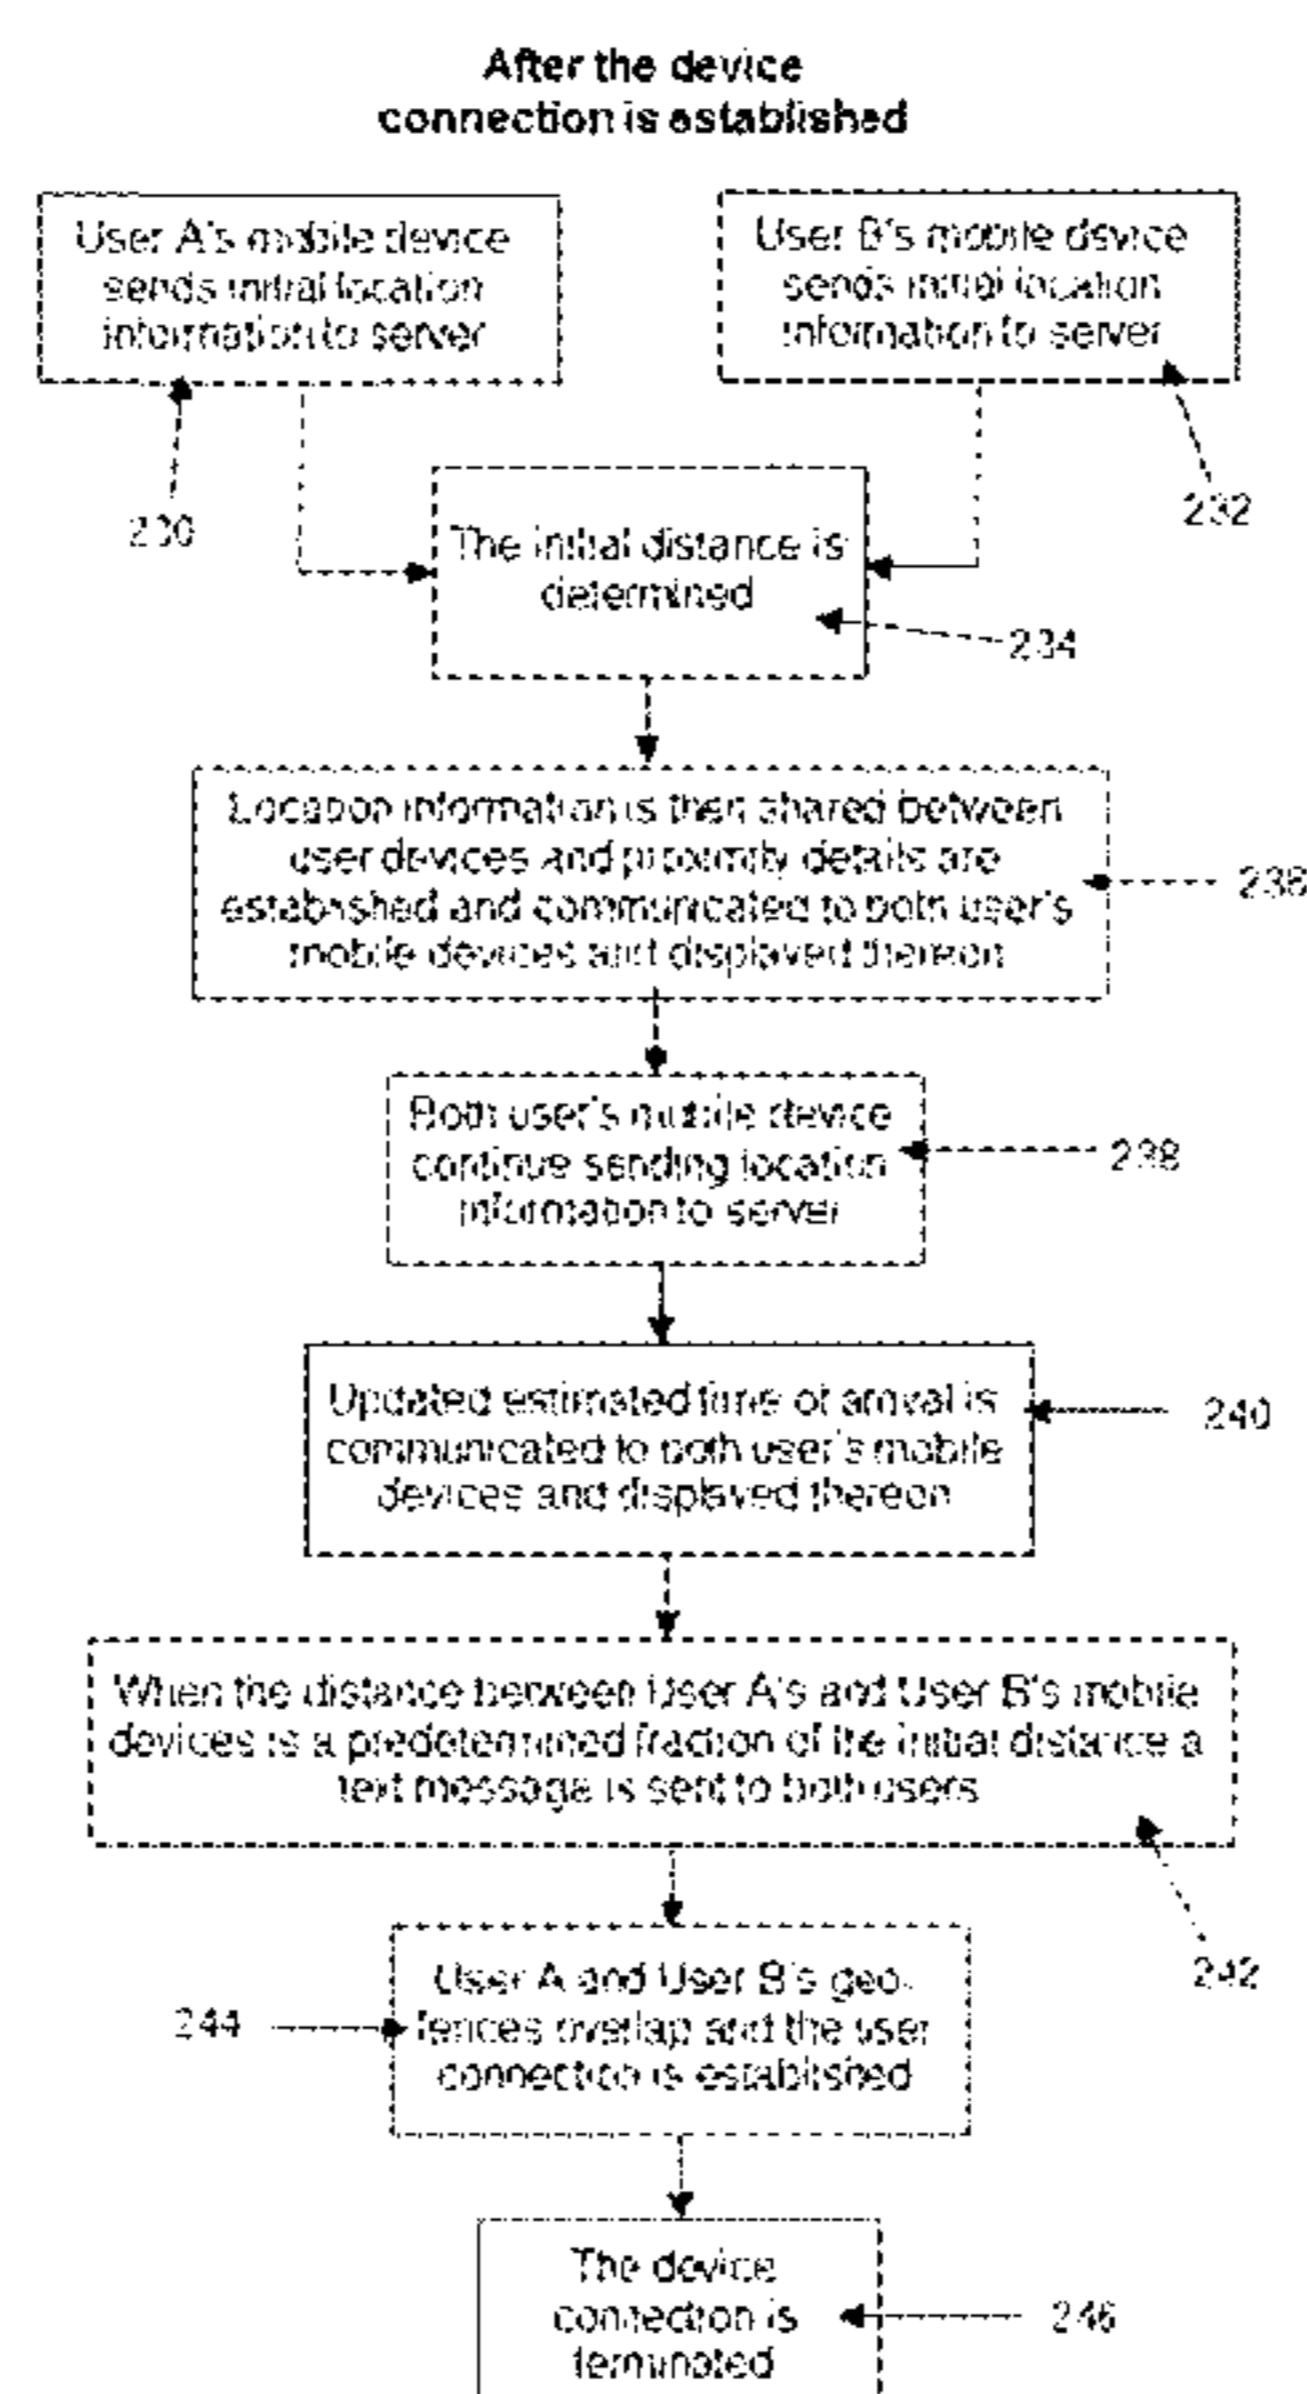 After the device
connection is established
User A's mobile device
sends initial location
information to server
User B's mobile device
sends initial location
information to server
230
232
The initial distance is
determined
234
Location information is then shared between
user devices and proximity details are
established and communicated to both user's
mobile devices and displayed thereon
236
Both user's mobile device
continue sending location
information to server
238
Updated estimated time of arrival is
communicated to both user's mobile
devices and displayed thereon
240
When the distance between User A's and User B's mobile
devices is a predetermined fraction of the initial distance a
text message is sent to both users
242
User A and User B's geo-
fences overlap and the user
connection is established
244
The device
connection is
terminated
246